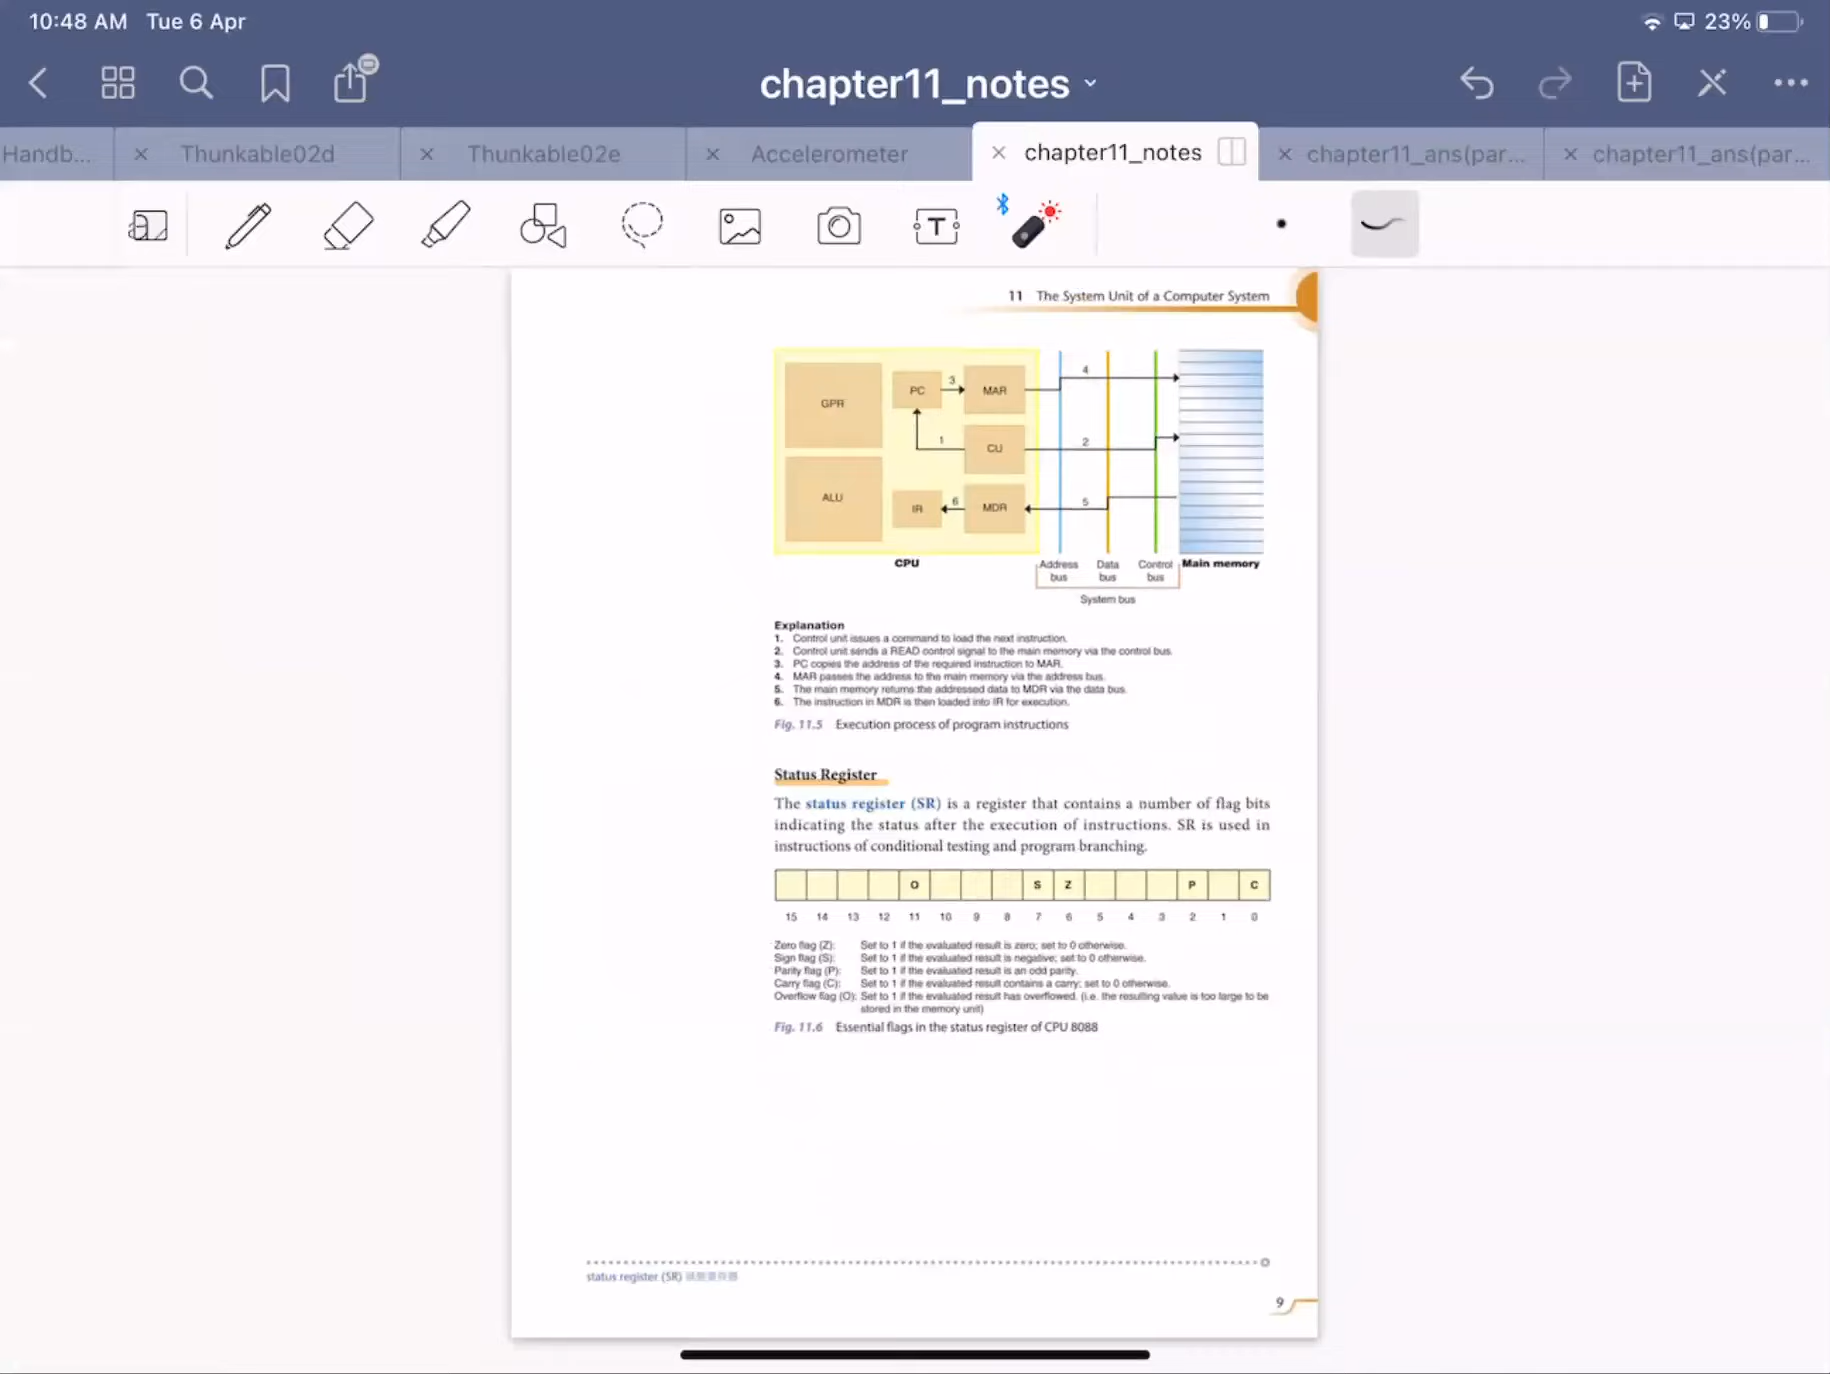 10:48 AM Tue 6 Apr
23%
chapter11_notes
Handb...
Thunkable02d
Thunkable02e
Accelerometer
chapter11_notes
chapter11_ans(par...
chapter11_ans(par...
11 The System Unit of a Computer System
GPR
PC
3
MAR
4
1
CU
2
ALU
IR
6
MDR
5
CPU
Address bus
Data bus
Control bus
Main memory
System bus
Explanation
1. Control unit issues a command to load the next instruction.
2. Control unit sends a READ control signal to the main memory via the control bus.
3. PC copies the address of the required instruction to MAR.
4. MAR passes the address to the main memory via the address bus.
5. The main memory returns the addressed data to MDR via the data bus.
6. The instruction in MDR is then loaded into IR for execution.
Fig. 11.5 Execution process of program instructions
Status Register
The status register (SR) is a register that contains a number of flag bits
indicating the status after the execution of instructions. SR is used in
instructions of conditional testing and program branching.
O S Z P C
15 14 13 12 11 10 9 8 7 6 5 4 3 2 1 0
Zero flag (Z): Set to 1 if the evaluated result is zero; set to 0 otherwise.
Sign flag (S): Set to 1 if the evaluated result is negative; set to 0 otherwise.
Parity flag (P): Set to 1 if the evaluated result is an odd parity.
Carry flag (C): Set to 1 if the evaluated result contains a carry; set to 0 otherwise.
Overflow flag (O): Set to 1 if the evaluated result has overflowed. (i.e. the resulting value is too large to be
stored in the memory unit)
Fig. 11.6 Essential flags in the status register of CPU 8088
status register (SR)
9